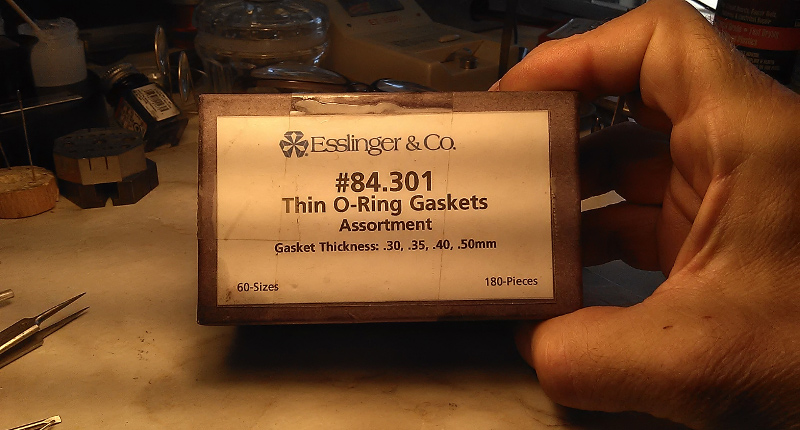 Esslinger & Co.
#84.301
Thin O-Ring Gaskets
Assortment
Gasket Thickness: .30, .35, .40, .50mm
60-Sizes
180-Pieces